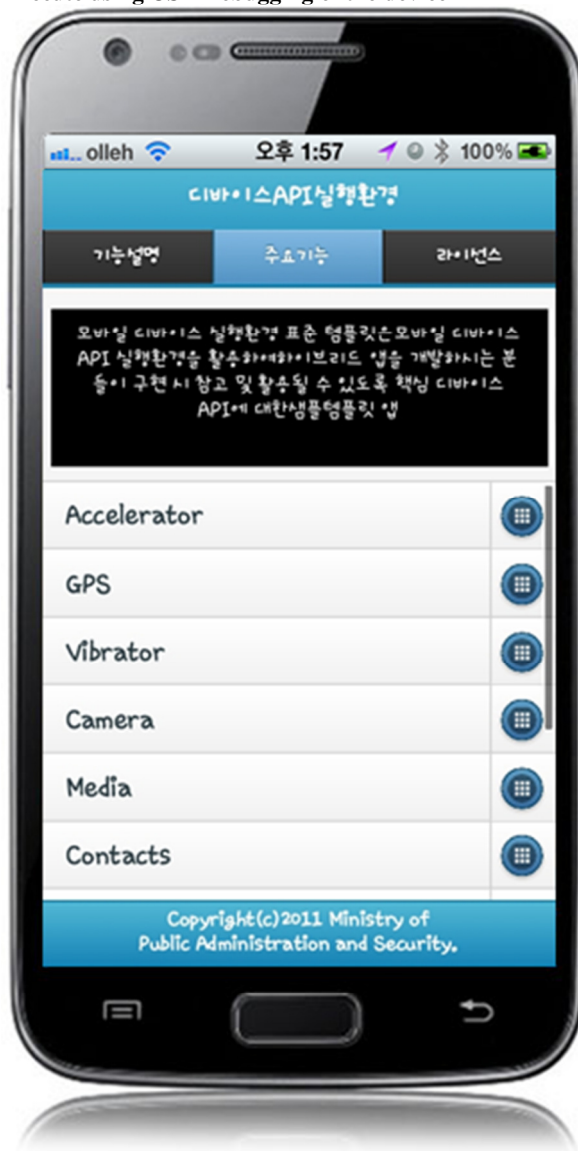 olleh 오후 1:57 100%
디바이스API실행환경
기능설명 주요기능 라이선스
모바일 디바이스 실행환경 표준 템플릿은모바일 디바이스
API 실행환경을 활용하여하이브리드 앱을 개발하시는 분
들이 구현 시 참고 및 활용될 수 있도록 핵심 디바이스
API에 대한샘플템플릿 앱
Accelerator
GPS
Vibrator
Camera
Media
Contacts
Copyright(c)2011 Ministry of
Public Administration and Security.